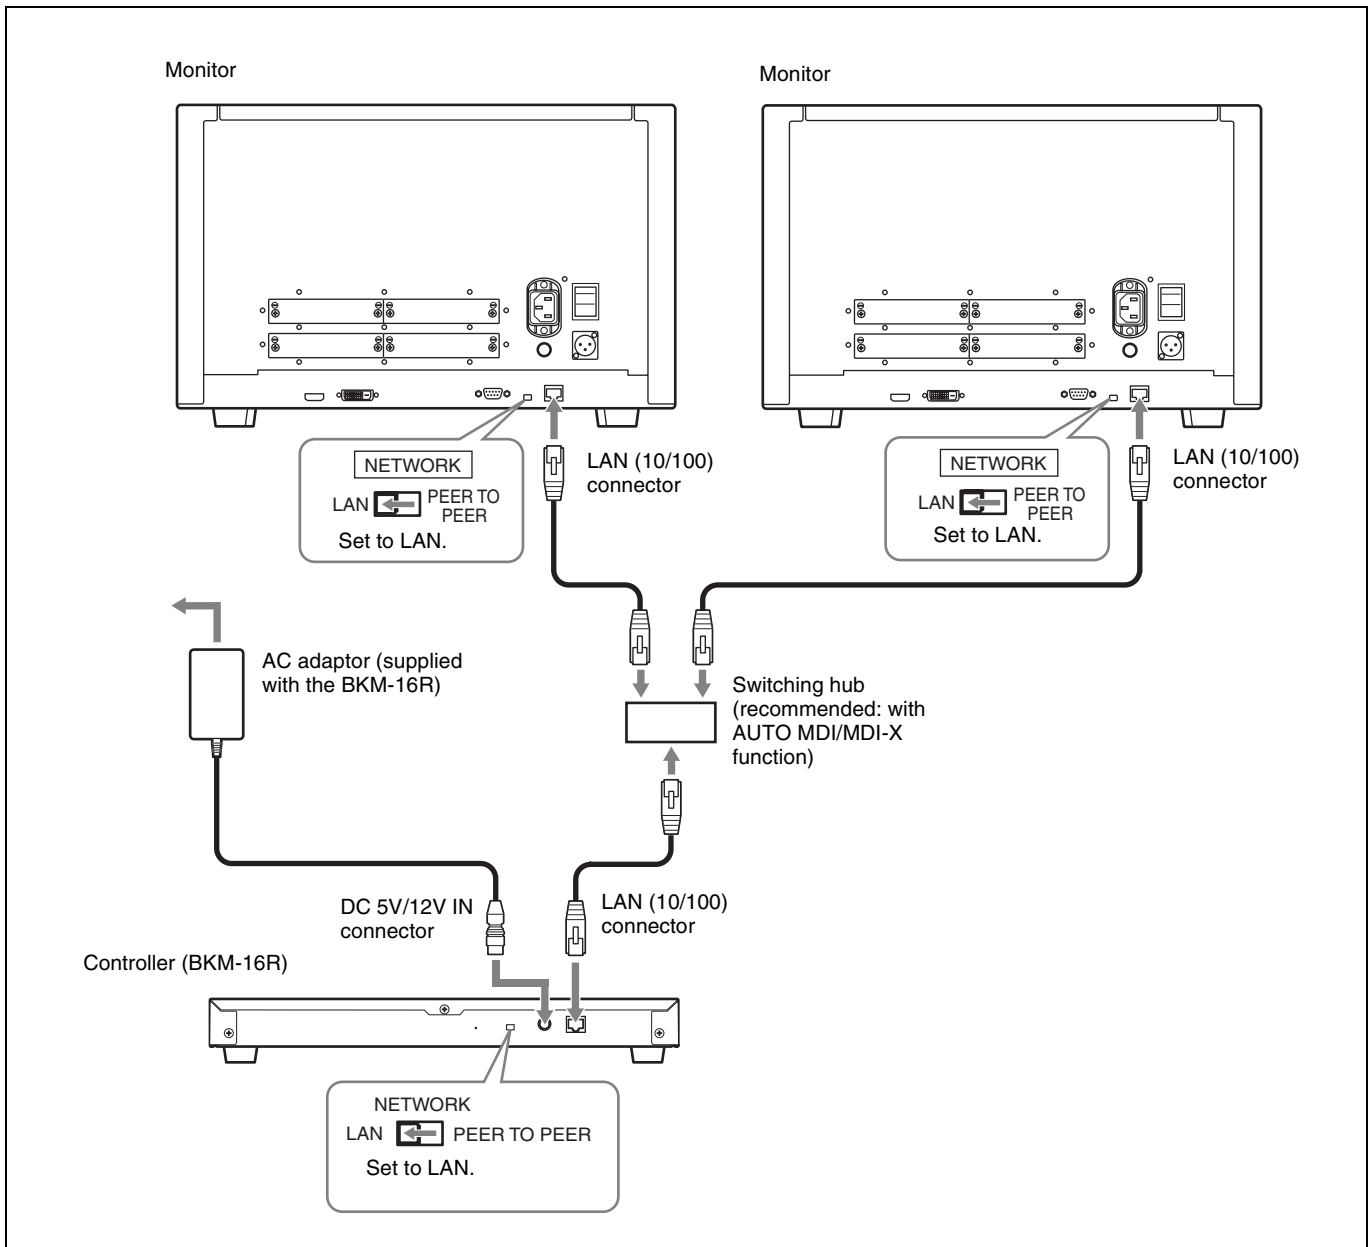 Monitor
Monitor
NETWORK
LAN
PEER TO
PEER
Set to LAN.
LAN (10/100)
connector
NETWORK
LAN
PEER TO
PEER
Set to LAN.
LAN (10/100)
connector
AC adaptor (supplied
with the BKM-16R)
Switching hub
(recommended: with
AUTO MDI/MDI-X
function)
DC 5V/12V IN
connector
LAN (10/100)
connector
Controller (BKM-16R)
NETWORK
LAN
PEER TO PEER
Set to LAN.